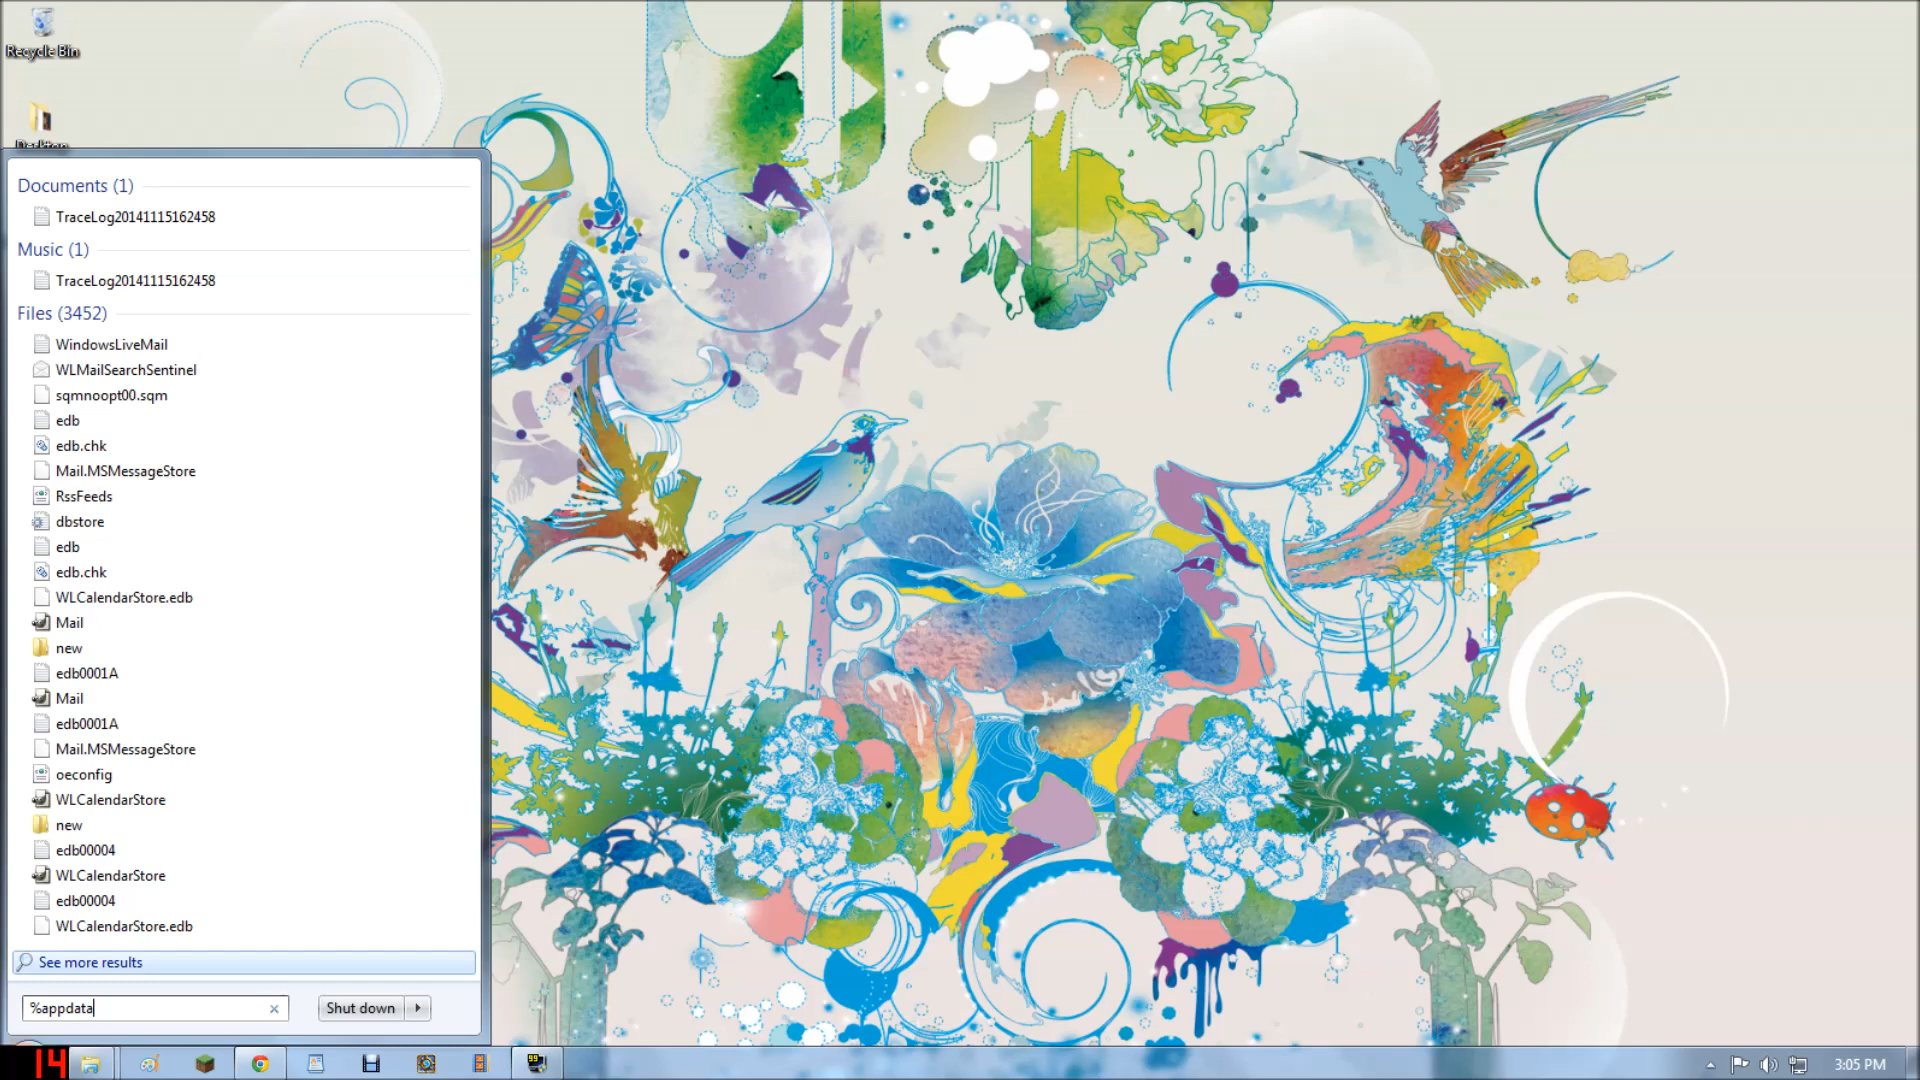 Recycle Bin
Desktop
Documents (1)
TraceLog20141115162458
Music (1)
TraceLog20141115162458
Files (3452)
WindowsLiveMail
WLMailSearchSentinel
sqmnoopt00.sqm
edb
edb.chk
Mail.MSMessageStore
RssFeeds
dbstore
edb
edb.chk
WLCalendarStore.edb
Mail
new
edb0001A
Mail
edb0001A
Mail.MSMessageStore
oeconfig
WLCalendarStore
new
edb00004
WLCalendarStore
edb00004
WLCalendarStore.edb
See more results
%appdata
Shut down
14
99
3:05 PM